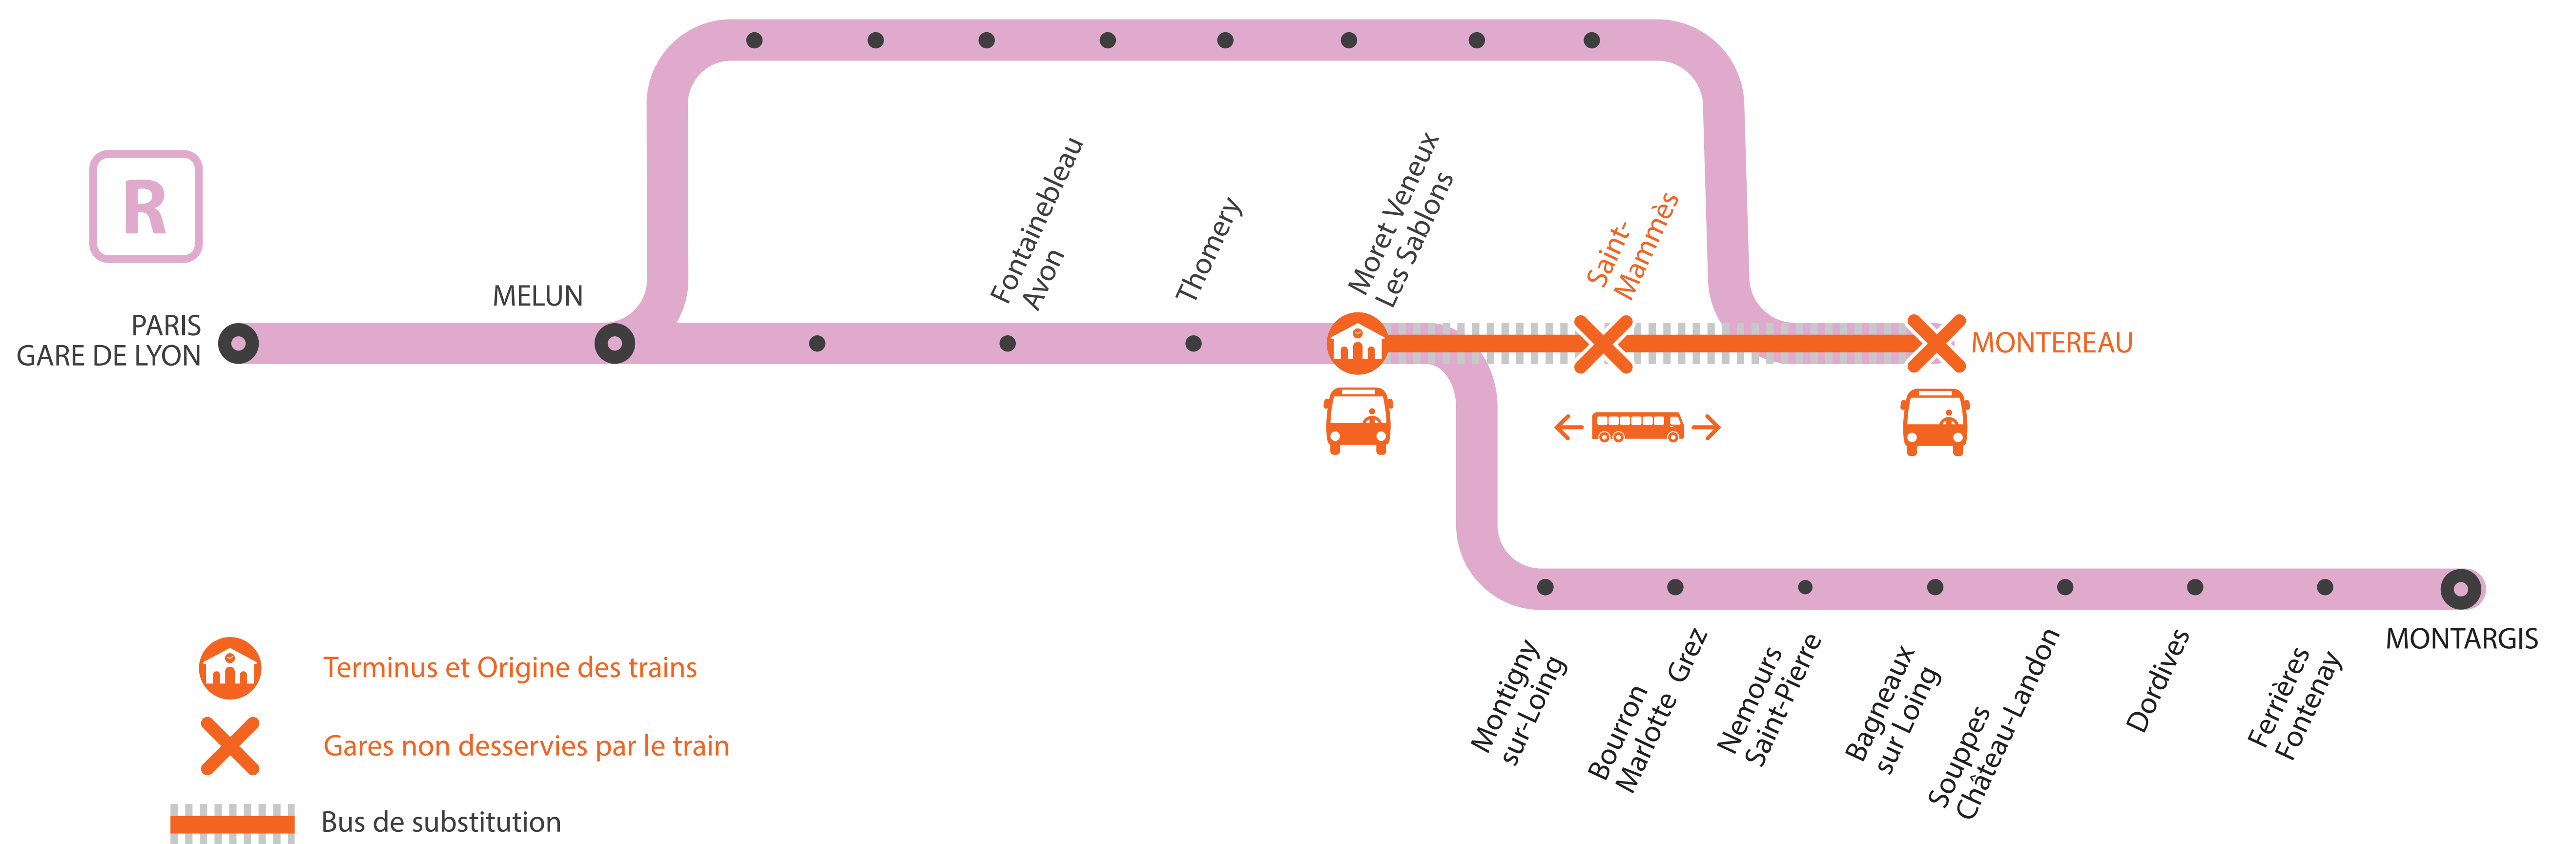 R
PARIS
GARE DE LYON
MELUN
Fontainebleau
Avon
Thomery
Moret Veneux
Les Sablons
Saint-
Mammès
MONTEREAU
Montigny
sur-Loing
Bourron
Marlotte Grez
Nemours
Saint-Pierre
Bagneaux
sur Loing
Souppes
Château-Landon
Dordives
Ferrières
Fontenay
MONTARGIS
Terminus et Origine des trains
Gares non desservies par le train
Bus de substitution